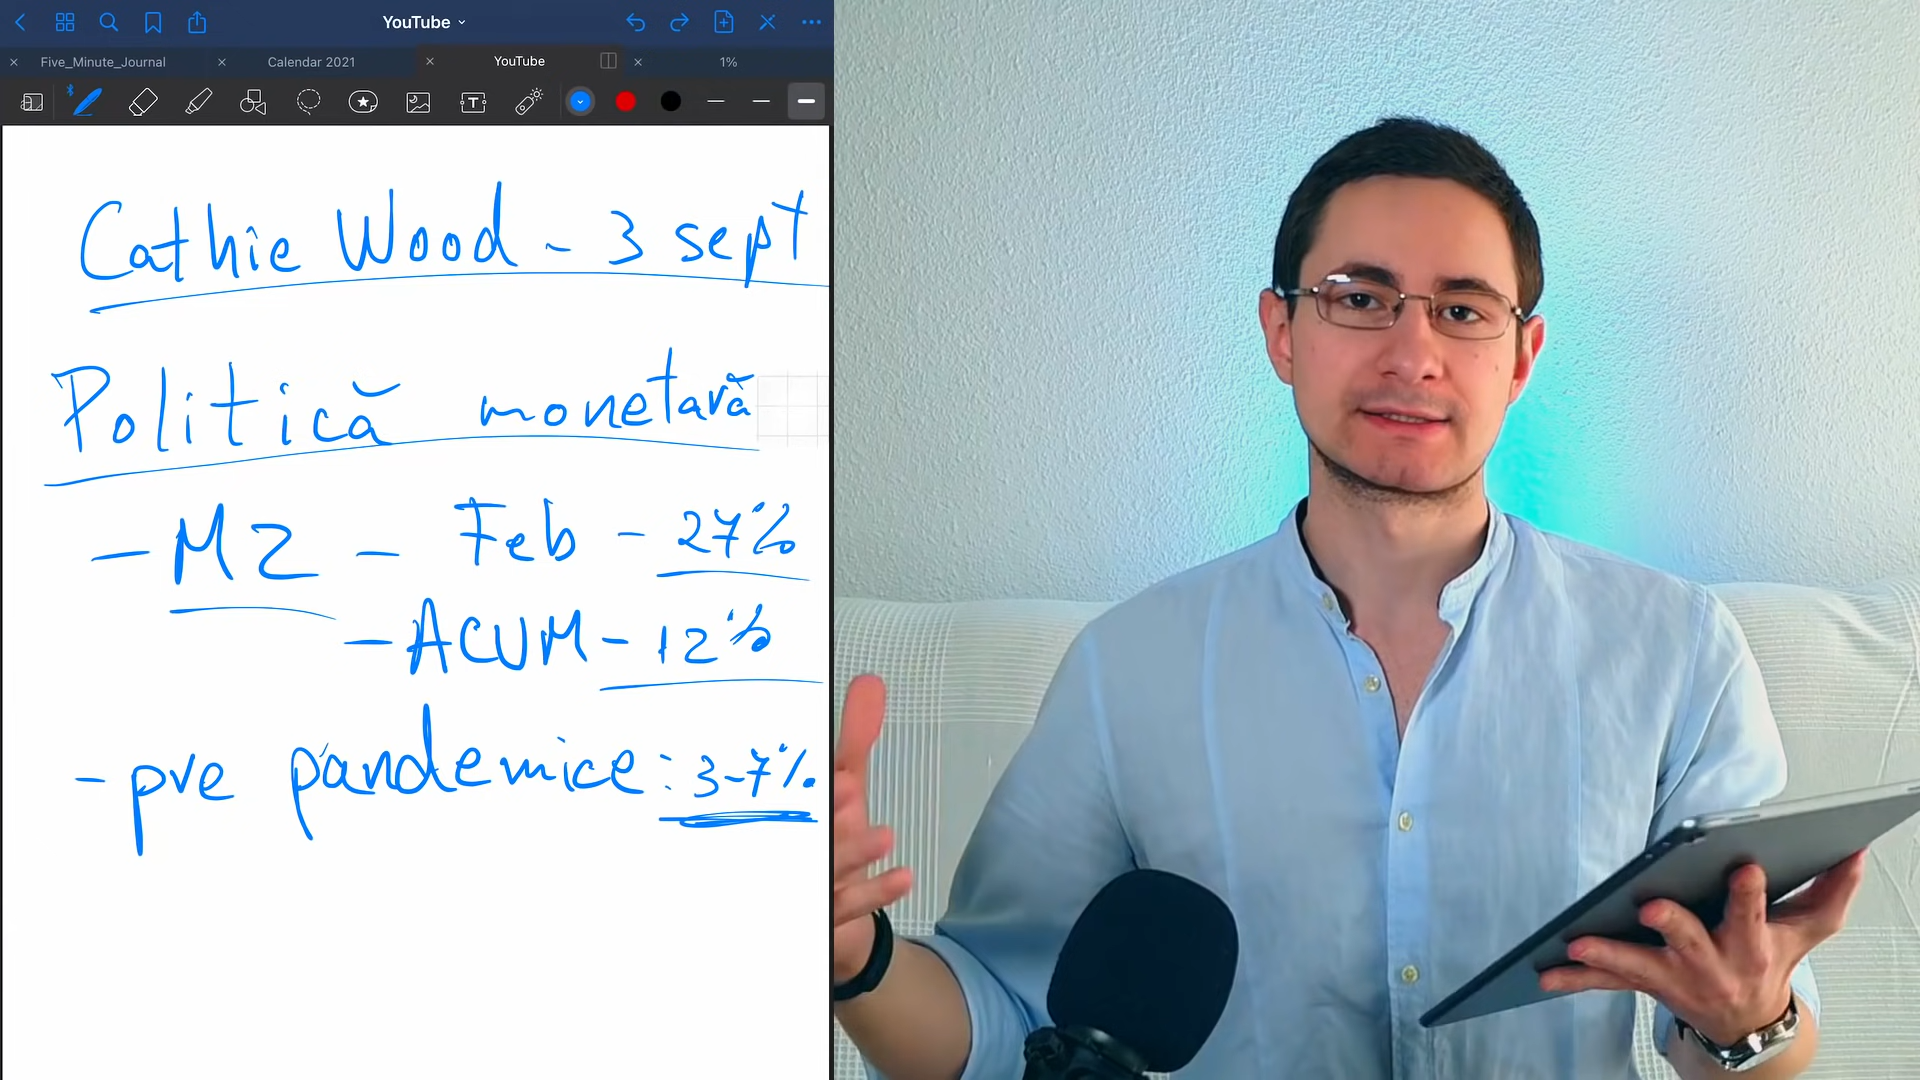 YouTube
Five_Minute_Journal
Calendar 2021
YouTube
1%
Cathie Wood - 3 sept
Politică monetară
- M2 - Feb - 27%
- ACUM - 12%
- pre pandemice: 3-7%